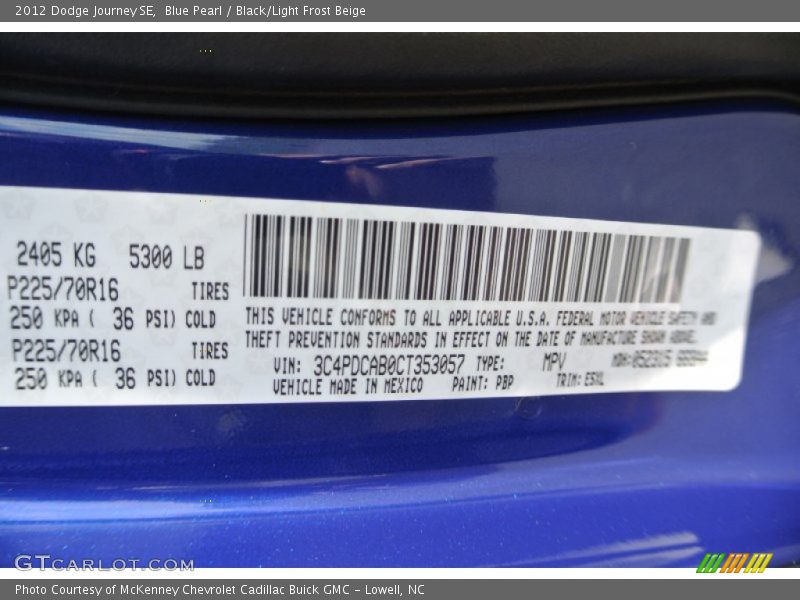 2012 Dodge Journey SE, Blue Pearl / Black/Light Frost Beige
2405 KG 5300 LB
P225/70R16 TIRES
250 KPA ( 36 PSI) COLD
P225/70R16 TIRES
250 KPA ( 36 PSI) COLD
THIS VEHICLE CONFORMS TO ALL APPLICABLE U.S.A. FEDERAL MOTOR VEHICLE SAFETY AND
THEFT PREVENTION STANDARDS IN EFFECT ON THE DATE OF MANUFACTURE SHOWN ABOVE.
VIN: 3C4PDCAB0CT353057 TYPE: MPV MDH:
VEHICLE MADE IN MEXICO PAINT: PBP TRIM:
GTCarLot.com
Photo Courtesy of McKenney Chevrolet Cadillac Buick GMC - Lowell, NC